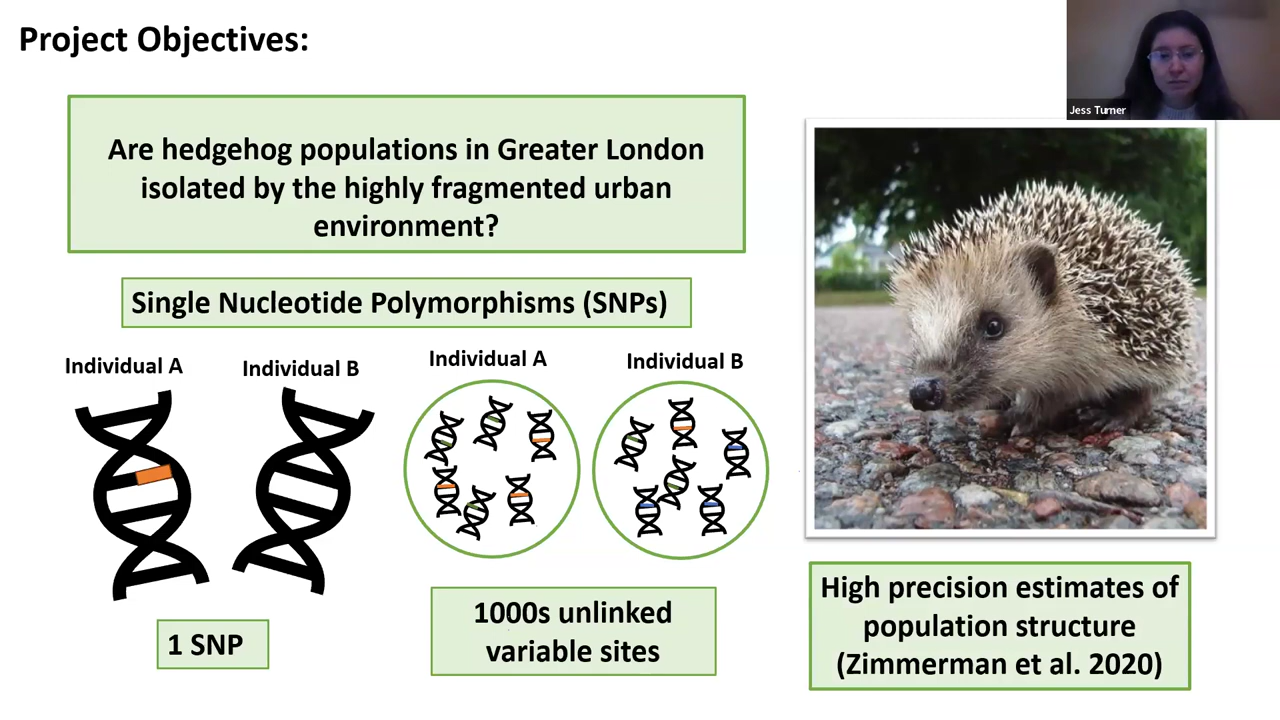 Project Objectives:
Jess Turner
Are hedgehog populations in Greater London
isolated by the highly fragmented urban
environment?
Single Nucleotide Polymorphisms (SNPs)
Individual A
Individual B
Individual A
Individual B
1 SNP
1000s unlinked
variable sites
High precision estimates of
population structure
(Zimmerman et al. 2020)